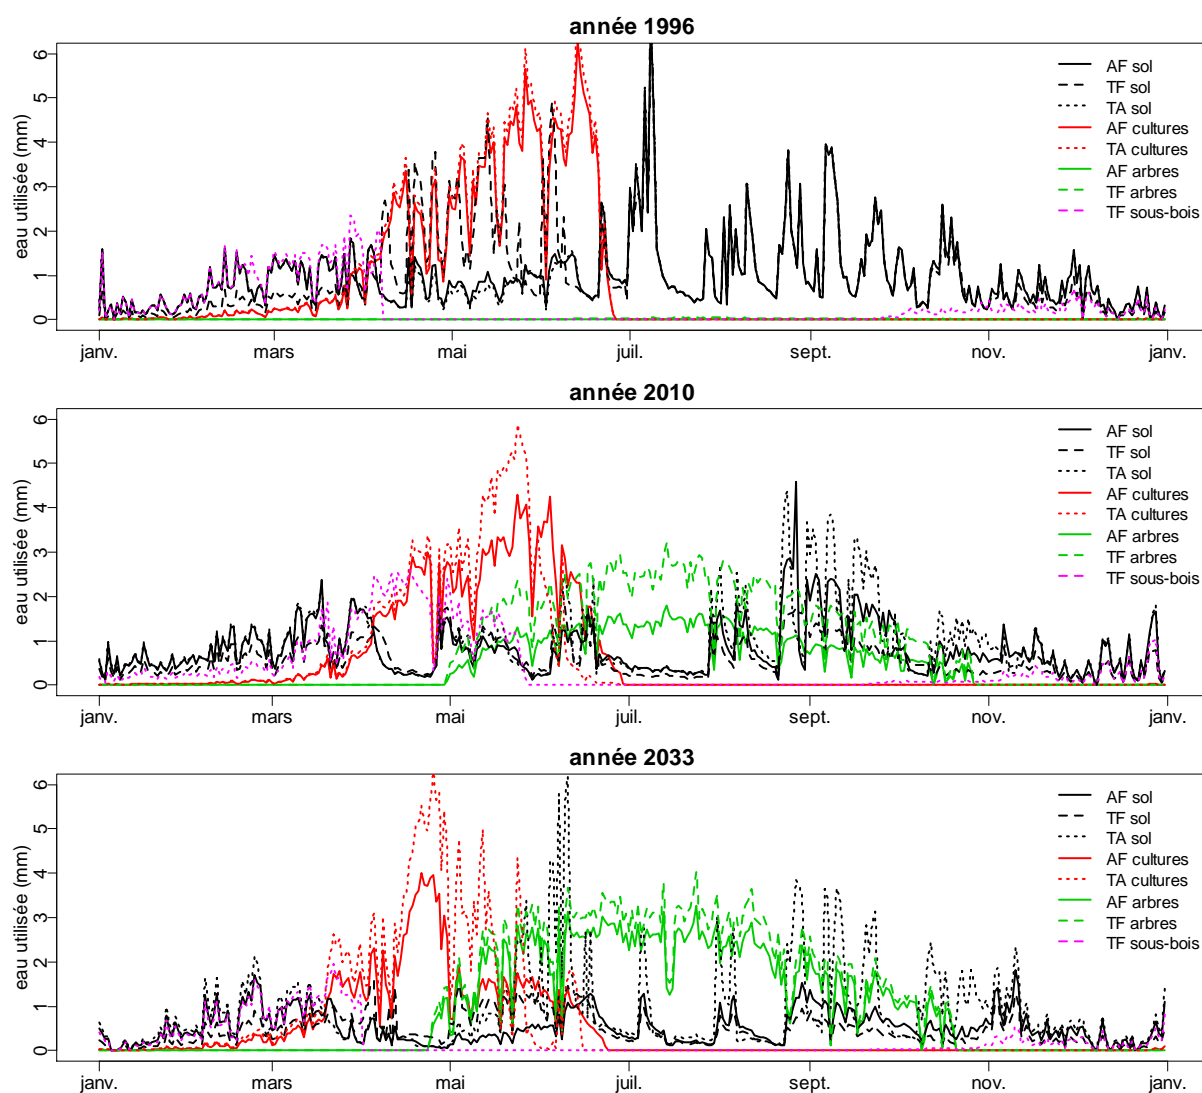 année 1996
eau utilisée (mm)
6
5
4
3
2
1
0
AF sol
TF sol
TA sol
AF cultures
TA cultures
AF arbres
TF arbres
TF sous-bois
janv. mars mai juil. sept. nov. janv.
année 2010
eau utilisée (mm)
6
5
4
3
2
1
0
AF sol
TF sol
TA sol
AF cultures
TA cultures
AF arbres
TF arbres
TF sous-bois
janv. mars mai juil. sept. nov. janv.
année 2033
eau utilisée (mm)
6
5
4
3
2
1
0
AF sol
TF sol
TA sol
AF cultures
TA cultures
AF arbres
TF arbres
TF sous-bois
janv. mars mai juil. sept. nov. janv.